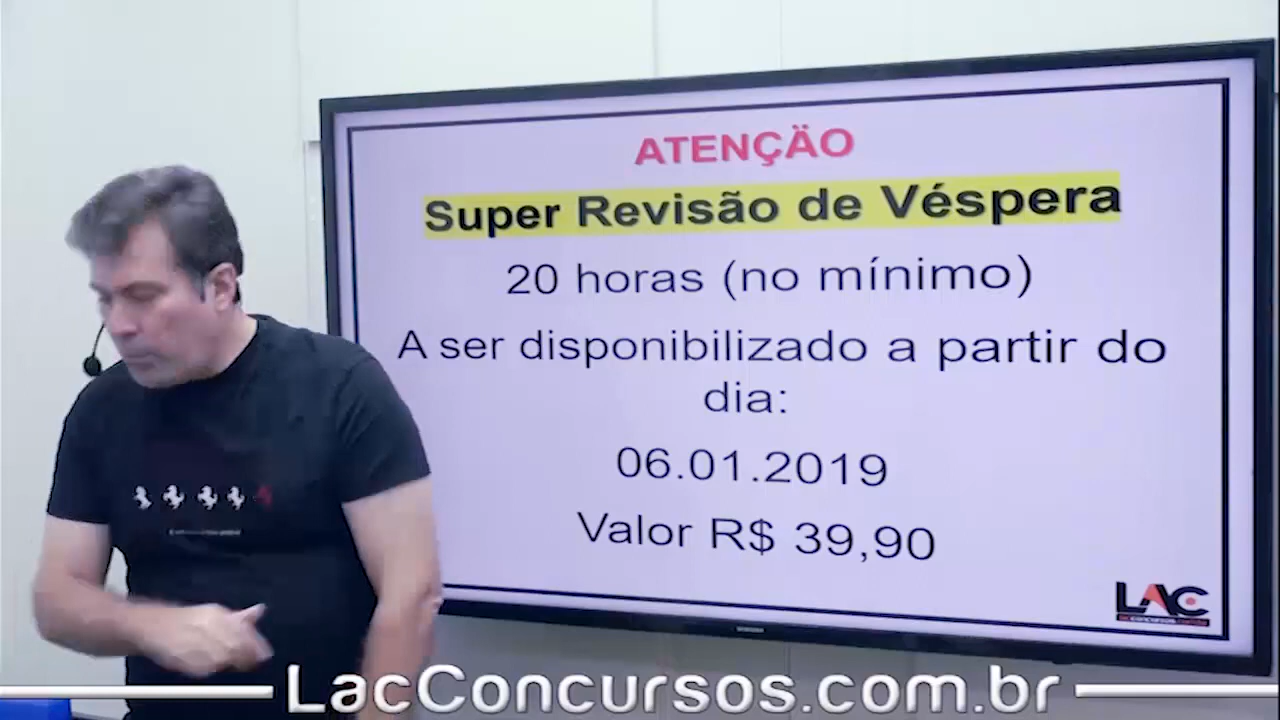 ATENÇÄO
Super Revisão de Véspera
20 horas (no mínimo)
A ser disponibilizado a partir do
dia:
06.01.2019
Valor R$ 39,90
LAC
LacConcursos.com.br